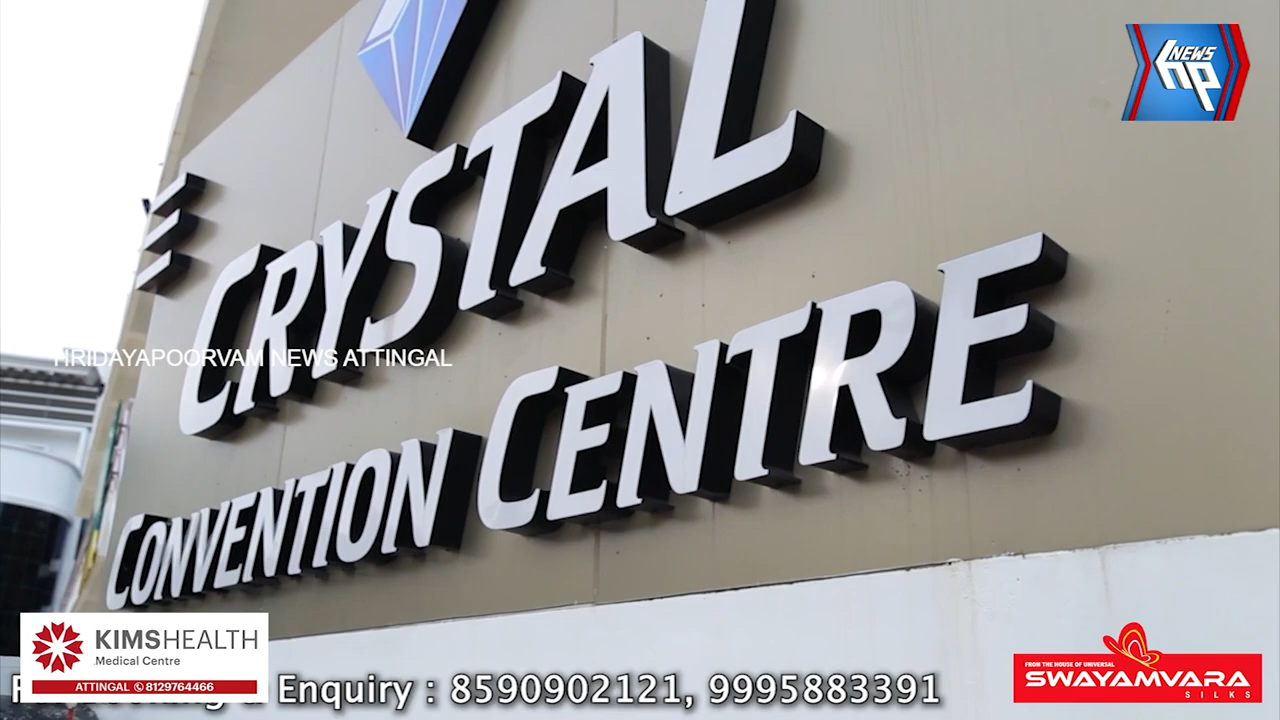 NEWS
HP
CRYSTAL
CONVENTION CENTRE
HRIDAYAPOORVAM NEWS ATTINGAL
KIMSHEALTH
Medical Centre
ATTINGAL 8129764466
Enquiry : 8590902121, 9995883391
FROM THE HOUSE OF UNIVERSAL
SWAYAMVARA
SILKS